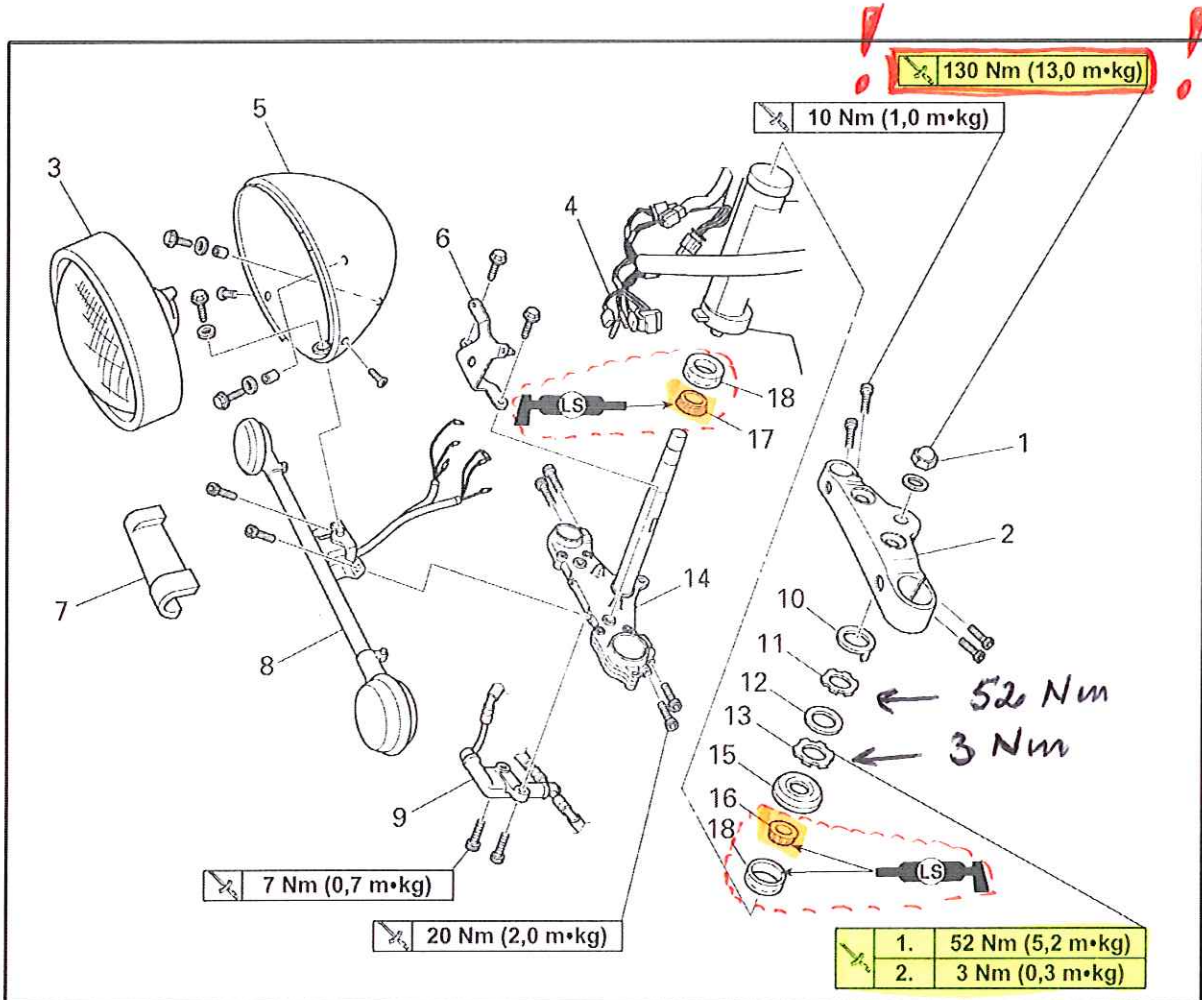 ! 130 Nm (13,0 m•kg) !
10 Nm (1,0 m•kg)
5
3
4
6
18
LS
17
1
2
14
7
8
10
11
52 Nm
12
13
3 Nm
15
9
16
18
LS
7 Nm (0,7 m•kg)
20 Nm (2,0 m•kg)
1. 52 Nm (5,2 m•kg)
2. 3 Nm (0,3 m•kg)